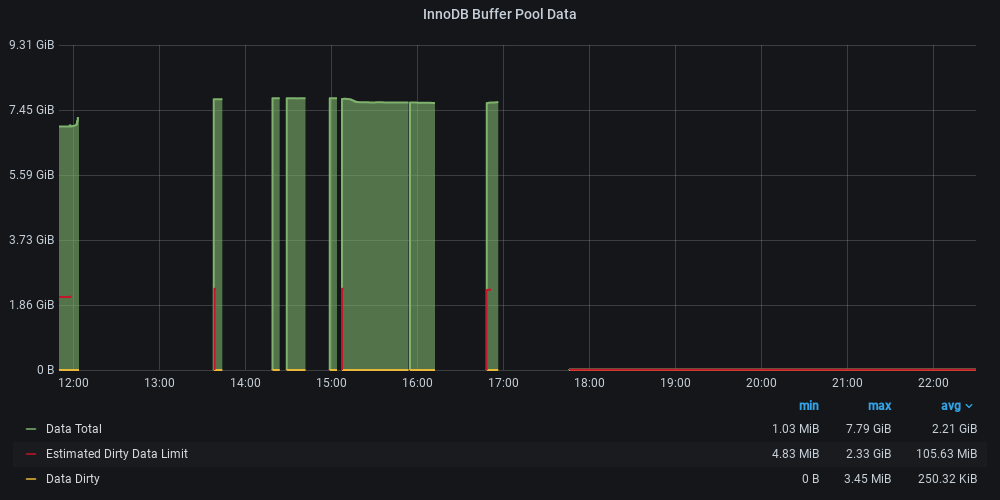 InnoDB Buffer Pool Data
9.31 GiB
7.45 GiB
5.59 GiB
3.73 GiB
1.86 GiB
0 B
12:00 13:00 14:00 15:00 16:00 17:00 18:00 19:00 20:00 21:00 22:00
min max avg
Data Total 1.03 MiB 7.79 GiB 2.21 GiB
Estimated Dirty Data Limit 4.83 MiB 2.33 GiB 105.63 MiB
Data Dirty 0 B 3.45 MiB 250.32 KiB